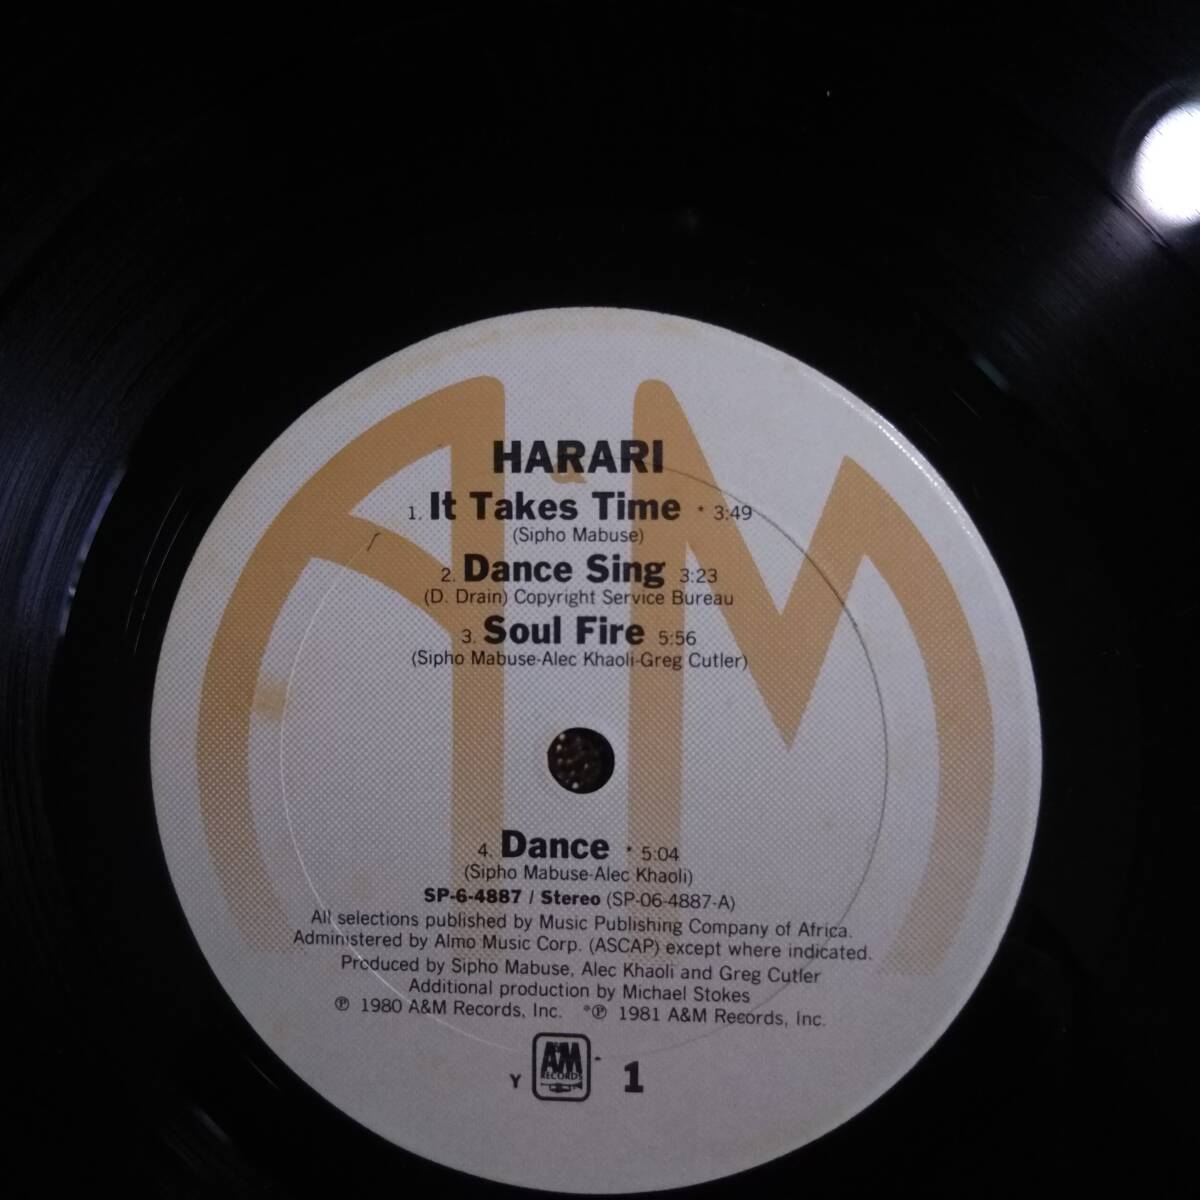 HARARI
1. It Takes Time * 3:49
(Sipho Mabuse)
2. Dance Sing 3:23
(D. Drain) Copyright Service Bureau
3. Soul Fire 5:56
(Sipho Mabuse-Alec Khaoli-Greg Cutler)
4. Dance * 5:04
(Sipho Mabuse-Alec Khaoli)
SP-6-4887 / Stereo (SP-06-4887-A)
All selections published by Music Publishing Company of Africa.
Administered by Almo Music Corp. (ASCAP) except where indicated.
Produced by Sipho Mabuse, Alec Khaoli and Greg Cutler
Additional production by Michael Stokes
℗ 1980 A&M Records, Inc. *℗ 1981 A&M Records, Inc.
Y A&M RECORDS 1